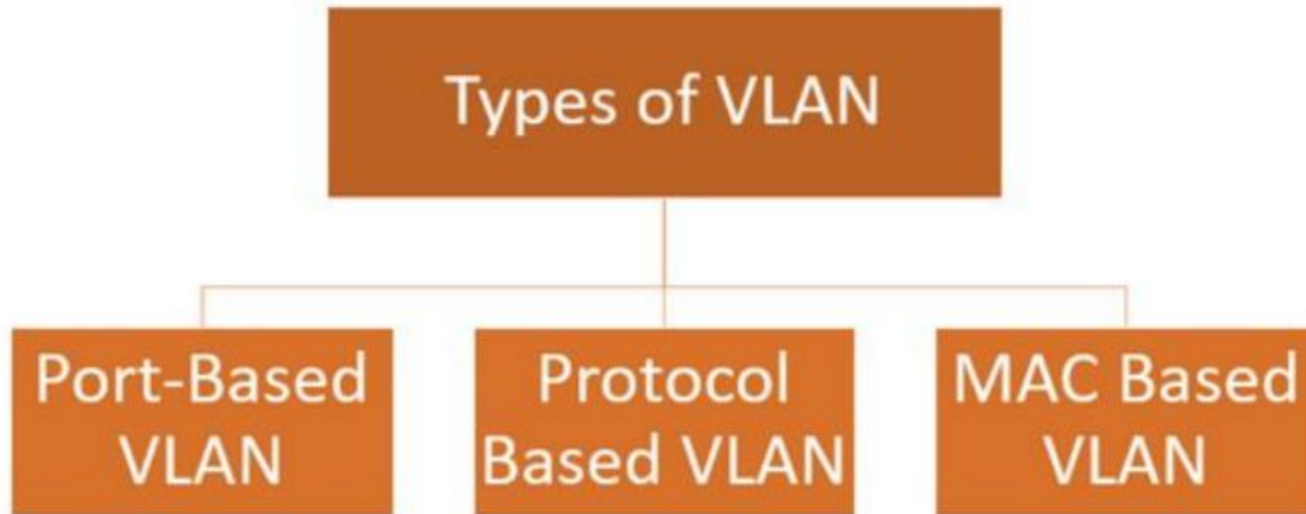 Types of VLAN
Port-Based
VLAN
Protocol
Based VLAN
MAC Based
VLAN